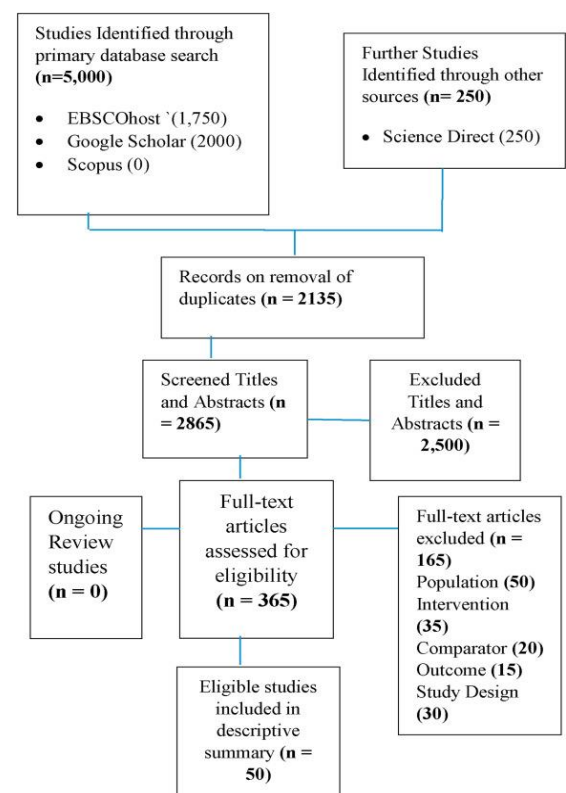 Studies Identified through
primary database search
(n=5,000)
• EBSCOhost `(1,750)
• Google Scholar (2000)
• Scopus (0)
Further Studies
Identified through other
sources (n= 250)
• Science Direct (250)
Records on removal of
duplicates (n = 2135)
Screened Titles
and Abstracts (n
= 2865)
Excluded
Titles and
Abstracts (n =
2,500)
Ongoing
Review
studies
(n = 0)
Full-text
articles
assessed for
eligibility
(n = 365)
Full-text articles
excluded (n =
165)
Population (50)
Intervention
(35)
Comparator (20)
Outcome (15)
Study Design
(30)
Eligible studies
included in
descriptive
summary (n =
50)